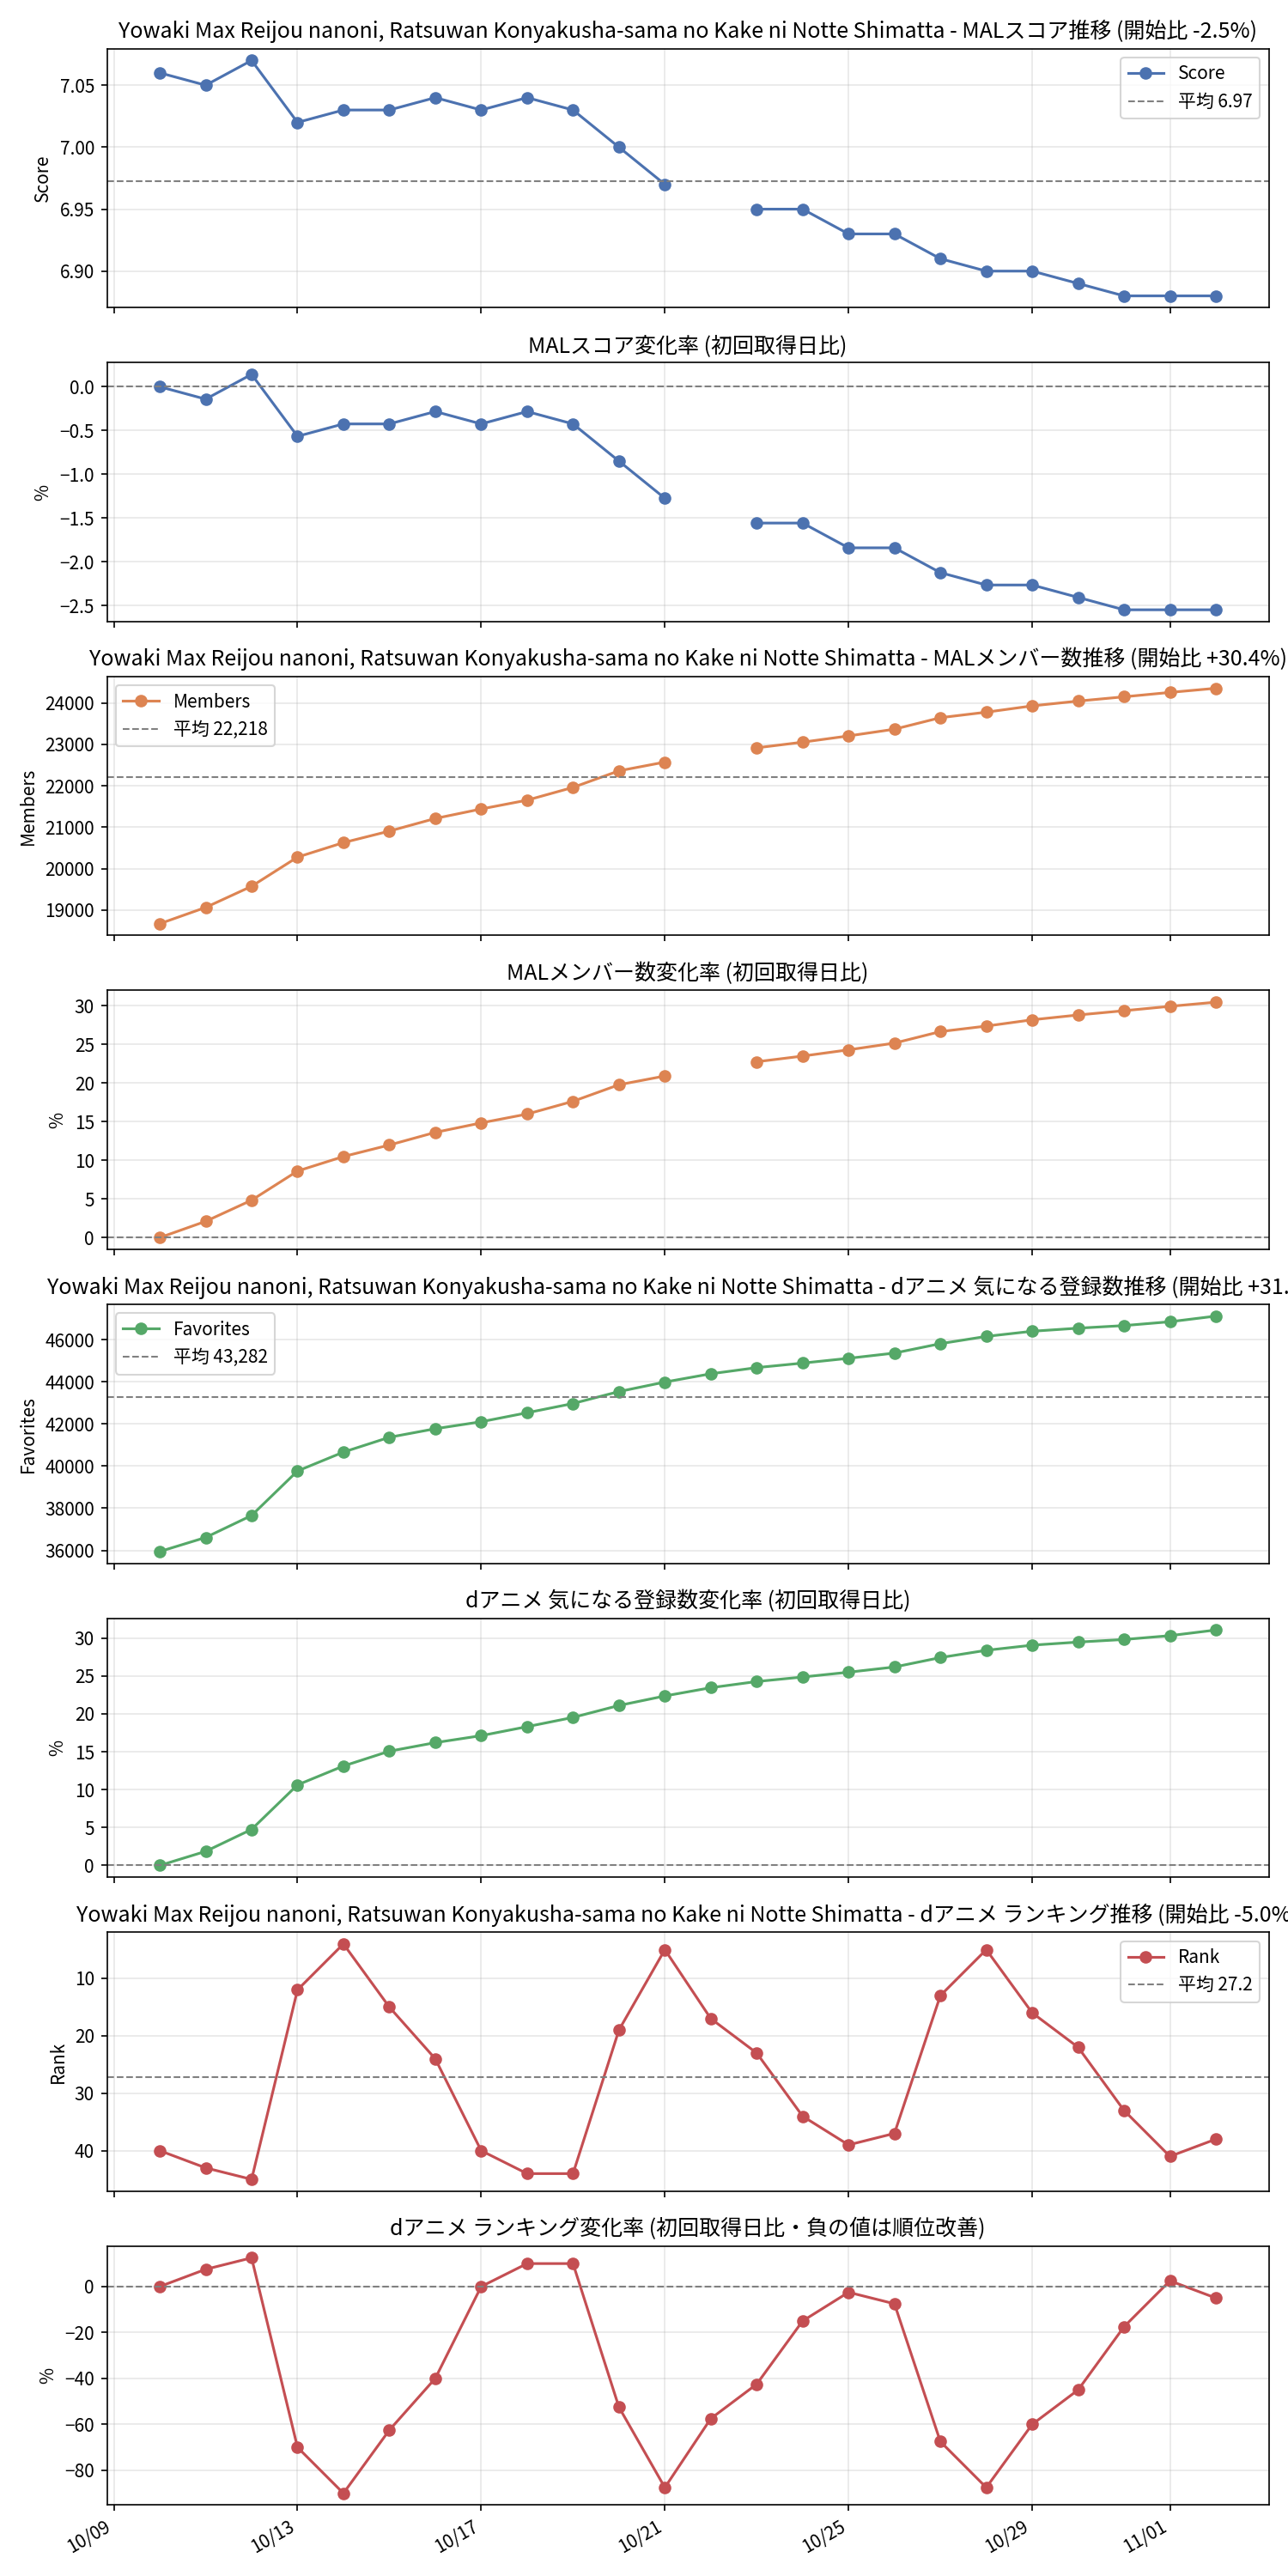 Yowaki Max Reijou nanoni, Ratsuwan Konyakusha-sama no Kake ni Notte Shimatta - MALスコア推移 (開始比 -2.5%)
Score
平均 6.97
Score
7.05
7.00
6.95
6.90
MALスコア変化率 (初回取得日比)
%
0.0
−0.5
−1.0
−1.5
−2.0
−2.5
Yowaki Max Reijou nanoni, Ratsuwan Konyakusha-sama no Kake ni Notte Shimatta - MALメンバー数推移 (開始比 +30.4%)
Members
平均 22,218
Members
24000
23000
22000
21000
20000
19000
MALメンバー数変化率 (初回取得日比)
%
30
25
20
15
10
5
0
Yowaki Max Reijou nanoni, Ratsuwan Konyakusha-sama no Kake ni Notte Shimatta - dアニメ 気になる登録数推移 (開始比 +31.
Favorites
平均 43,282
Favorites
46000
44000
42000
40000
38000
36000
dアニメ 気になる登録数変化率 (初回取得日比)
%
30
25
20
15
10
5
0
Yowaki Max Reijou nanoni, Ratsuwan Konyakusha-sama no Kake ni Notte Shimatta - dアニメ ランキング推移 (開始比 -5.0%
Rank
平均 27.2
Rank
10
20
30
40
dアニメ ランキング変化率 (初回取得日比・負の値は順位改善)
%
0
−20
−40
−60
−80
10/09
10/13
10/17
10/21
10/25
10/29
11/01